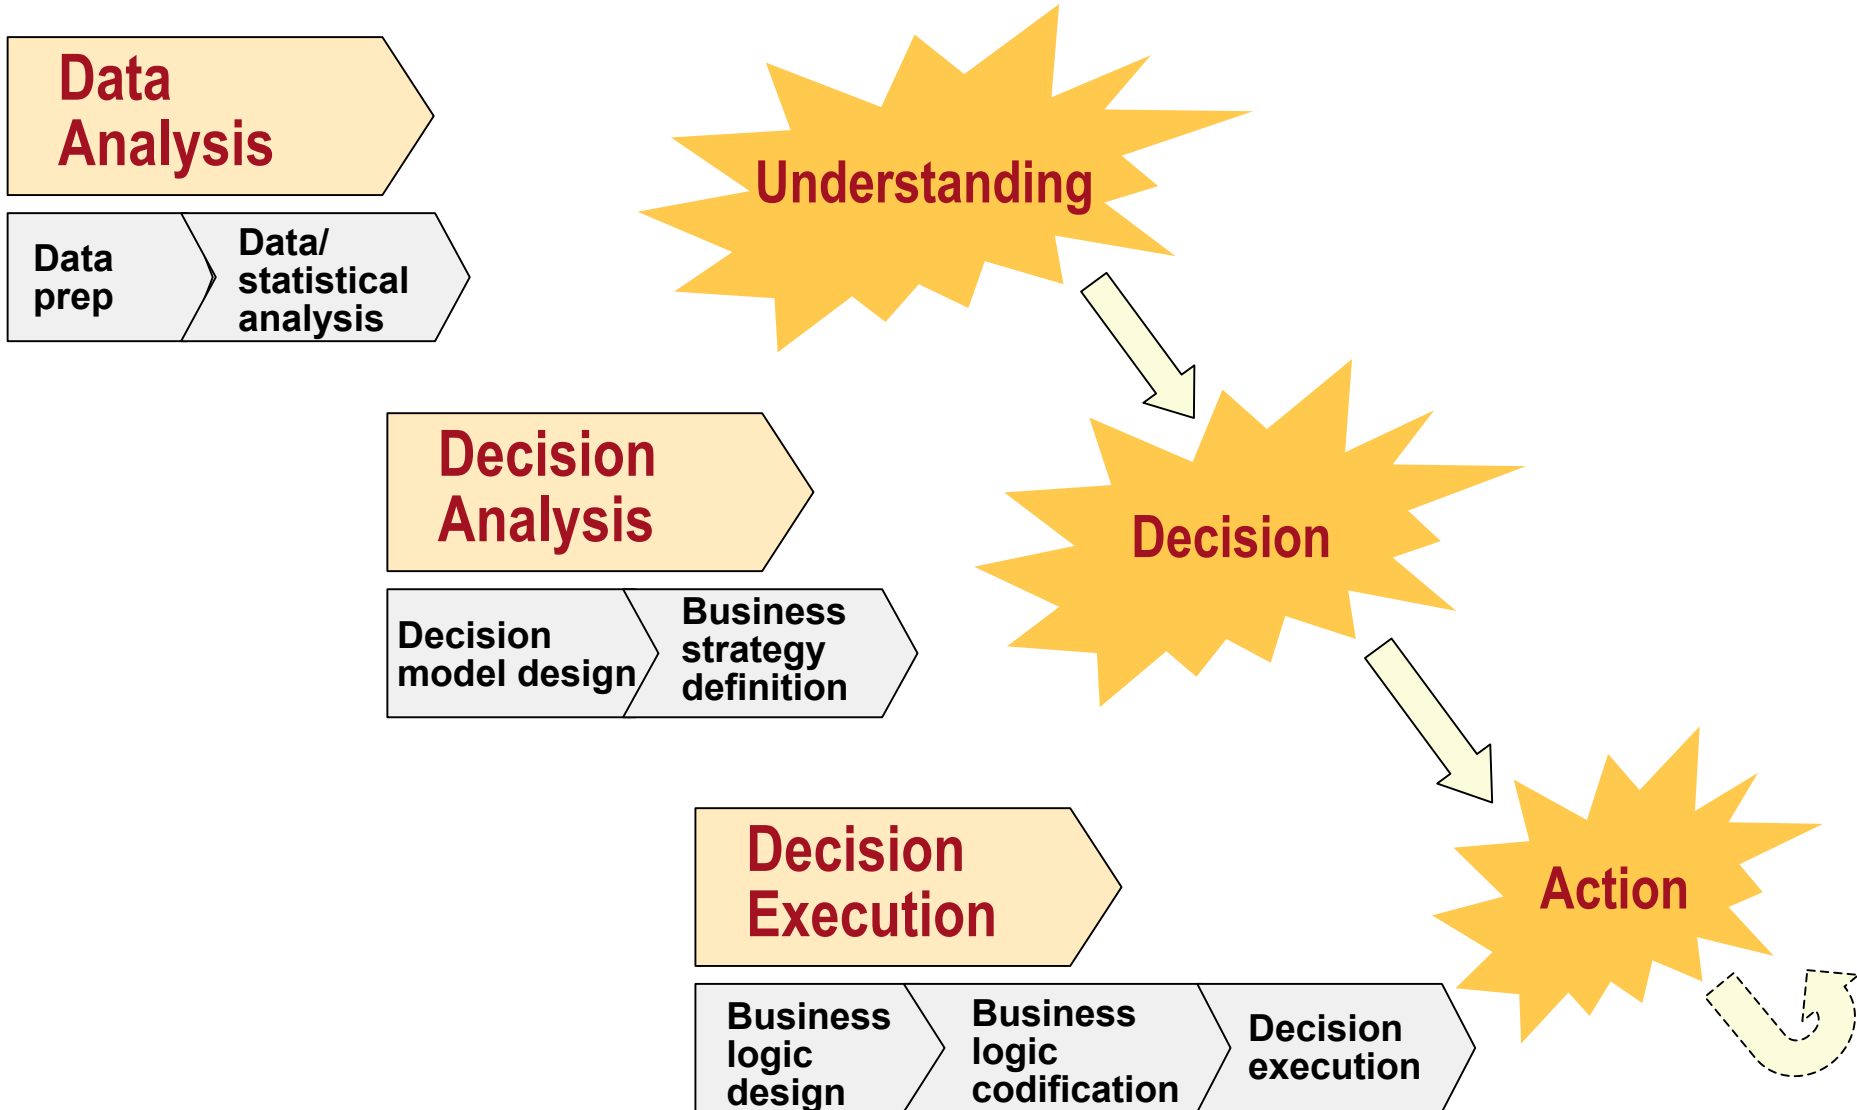 Data
Analysis
Understanding
Data
prep
Data/
statistical
analysis
Decision
Analysis
Decision
Decision
model design
Business
strategy
definition
Decision
Execution
Action
Business
logic
design
Business
logic
codification
Decision
execution